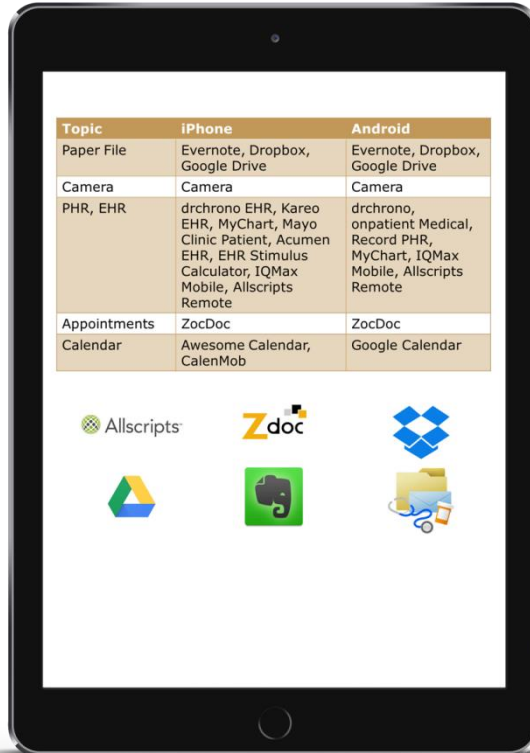 Topic iPhone Android
Paper File Evernote, Dropbox, Evernote, Dropbox,
Google Drive Google Drive
Camera Camera Camera
PHR, EHR drchrono EHR, Kareo drchrono,
EHR, MyChart, Mayo onpatient Medical,
Clinic Patient, Acumen Record PHR,
EHR, EHR Stimulus MyChart, IQMax
Calculator, IQMax Mobile, Allscripts
Mobile, Allscripts Remote
Remote
Appointments ZocDoc ZocDoc
Calendar Awesome Calendar, Google Calendar
CalenMob
Allscripts Zdoc